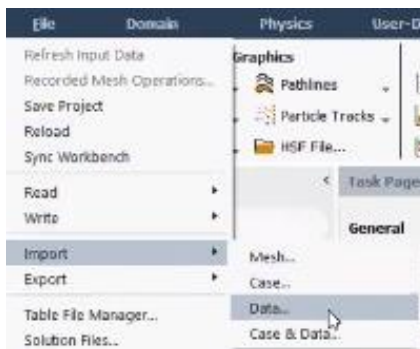 File Domain Physics User-D
Refresh Input Data
Recorded Mesh Operations...
Save Project
Reload
Sync Workbench
Read
Write
Import
Export
Table File Manager...
Solution Files...
Graphics
Pathlines
Particle Tracks
HSF File...
Task Page
General
Mesh...
Case...
Data...
Case & Data...